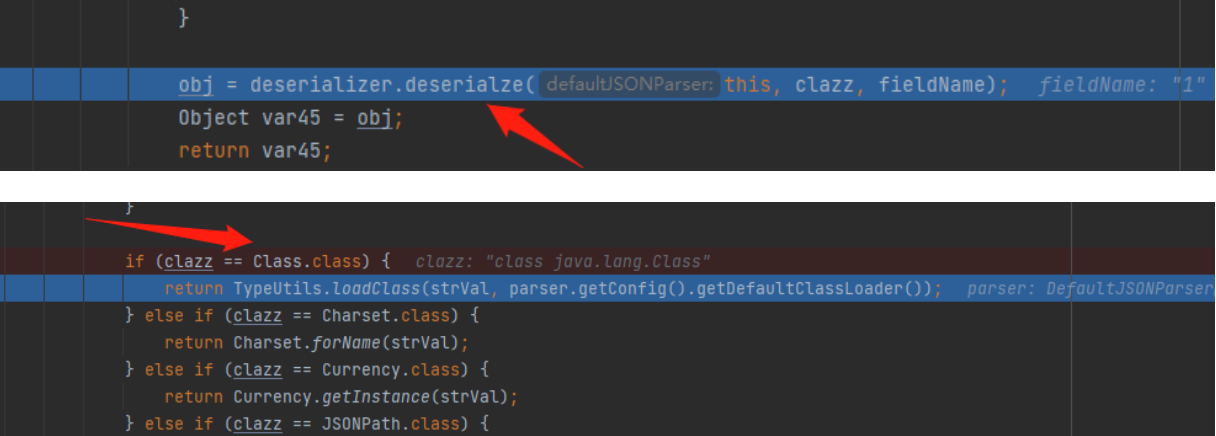 }
obj = deserializer.deserialze( defaultJSONParser: this, clazz, fieldName); fieldName: "1"
Object var45 = obj;
return var45;
}
if (clazz == Class.class) { clazz: "class java.lang.Class"
return TypeUtils.loadClass(strVal, parser.getConfig().getDefaultClassLoader()); parser: DefaultJSONParser
} else if (clazz == Charset.class) {
return Charset.forName(strVal);
} else if (clazz == Currency.class) {
return Currency.getInstance(strVal);
} else if (clazz == JSONPath.class) {